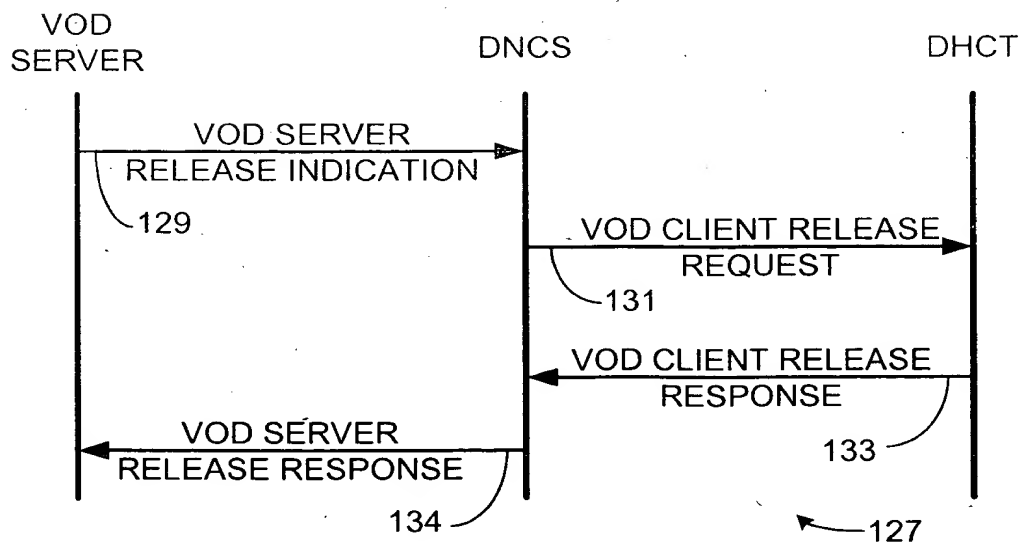 VOD
SERVER
DNCS
DHCT
VOD SERVER
RELEASE INDICATION
129
VOD CLIENT RELEASE
REQUEST
131
VOD CLIENT RELEASE
RESPONSE
133
VOD SERVER
RELEASE RESPONSE
134
127